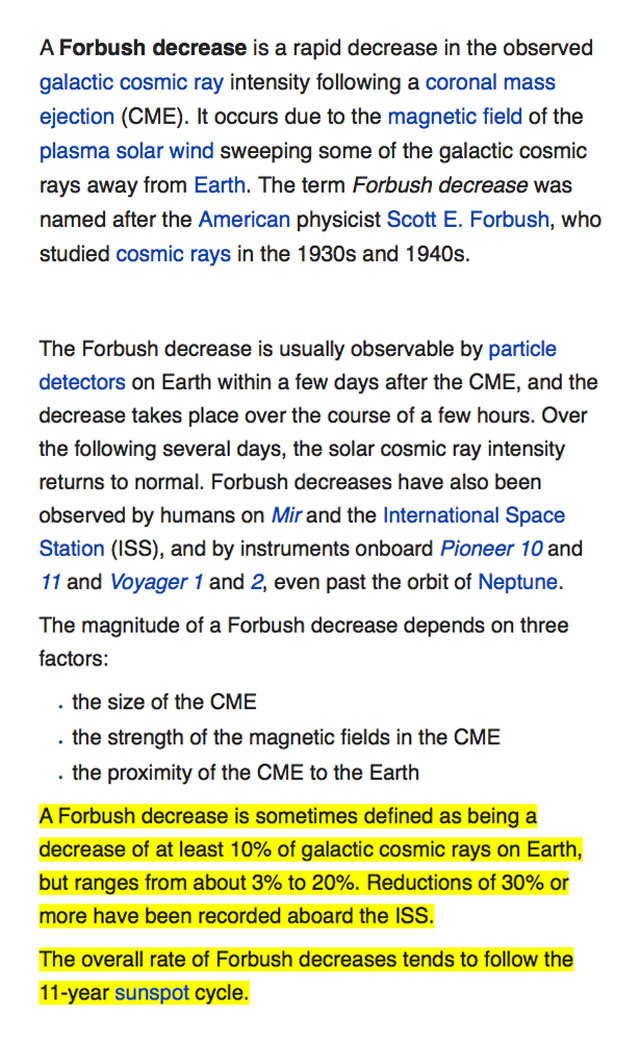 A Forbush decrease is a rapid decrease in the observed
galactic cosmic ray intensity following a coronal mass
ejection (CME). It occurs due to the magnetic field of the
plasma solar wind sweeping some of the galactic cosmic
rays away from Earth. The term Forbush decrease was
named after the American physicist Scott E. Forbush, who
studied cosmic rays in the 1930s and 1940s.
The Forbush decrease is usually observable by particle
detectors on Earth within a few days after the CME, and the
decrease takes place over the course of a few hours. Over
the following several days, the solar cosmic ray intensity
returns to normal. Forbush decreases have also been
observed by humans on Mir and the International Space
Station (ISS), and by instruments onboard Pioneer 10 and
11 and Voyager 1 and 2, even past the orbit of Neptune.
The magnitude of a Forbush decrease depends on three
factors:
. the size of the CME
. the strength of the magnetic fields in the CME
. the proximity of the CME to the Earth
A Forbush decrease is sometimes defined as being a
decrease of at least 10% of galactic cosmic rays on Earth,
but ranges from about 3% to 20%. Reductions of 30% or
more have been recorded aboard the ISS.
The overall rate of Forbush decreases tends to follow the
11-year sunspot cycle.